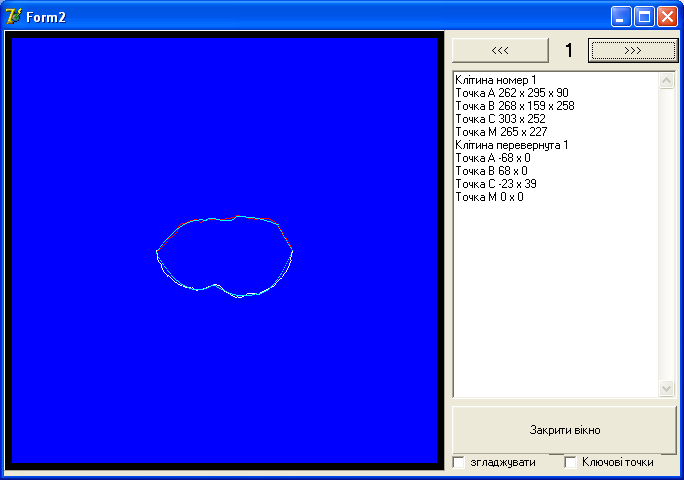 Form2
<<<
1
>>>
Клітина номер 1
Точка A 262 x 295 x 90
Точка B 268 x 159 x 258
Точка C 303 x 252
Точка M 265 x 227
Клітина перевернута 1
Точка A -68 x 0
Точка B 68 x 0
Точка C -23 x 39
Точка M 0 x 0
Закрити вікно
згладжувати
Ключові точки